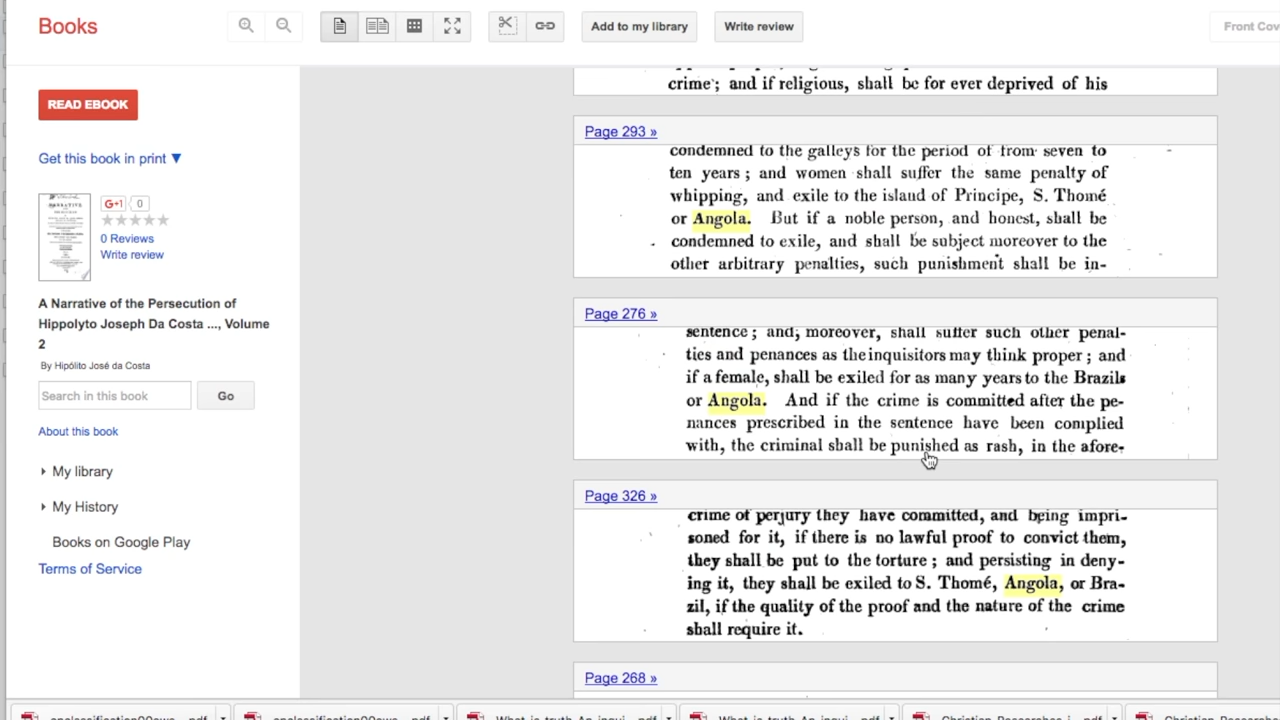 Books
Add to my library
Write review
Front Cov
READ EBOOK
Get this book in print ▼
G+1 0
0 Reviews
Write review
A Narrative of the Persecution of
Hippolyto Joseph Da Costa ..., Volume
2
By Hipólito José da Costa
Search in this book Go
About this book
My library
My History
Books on Google Play
Terms of Service
crime; and if religious, shall be for ever deprived of his
Page 293 »
condemned to the galleys for the period of from seven to
ten years; and women shall suffer the same penalty of
whipping, and exile to the island of Principe, S. Thomé
or Angola. But if a noble person, and honest, shall be
condemned to exile, and shall be subject moreover to the
other arbitrary penalties, such punishment shall be in-
Page 276 »
sentence; and, moreover, shall suffer such other penal-
ties and penances as the inquisitors may think proper; and
if a female, shall be exiled for as many years to the Brazils
or Angola. And if the crime is committed after the pe-
nances prescribed in the sentence have been complied
with, the criminal shall be punished as rash, in the afore-
Page 326 »
crime of perjury they have committed, and being impri-
soned for it, if there is no lawful proof to convict them,
they shall be put to the torture; and persisting in deny-
ing it, they shall be exiled to S. Thomé, Angola, or Bra-
zil, if the quality of the proof and the nature of the crime
shall require it.
Page 268 »